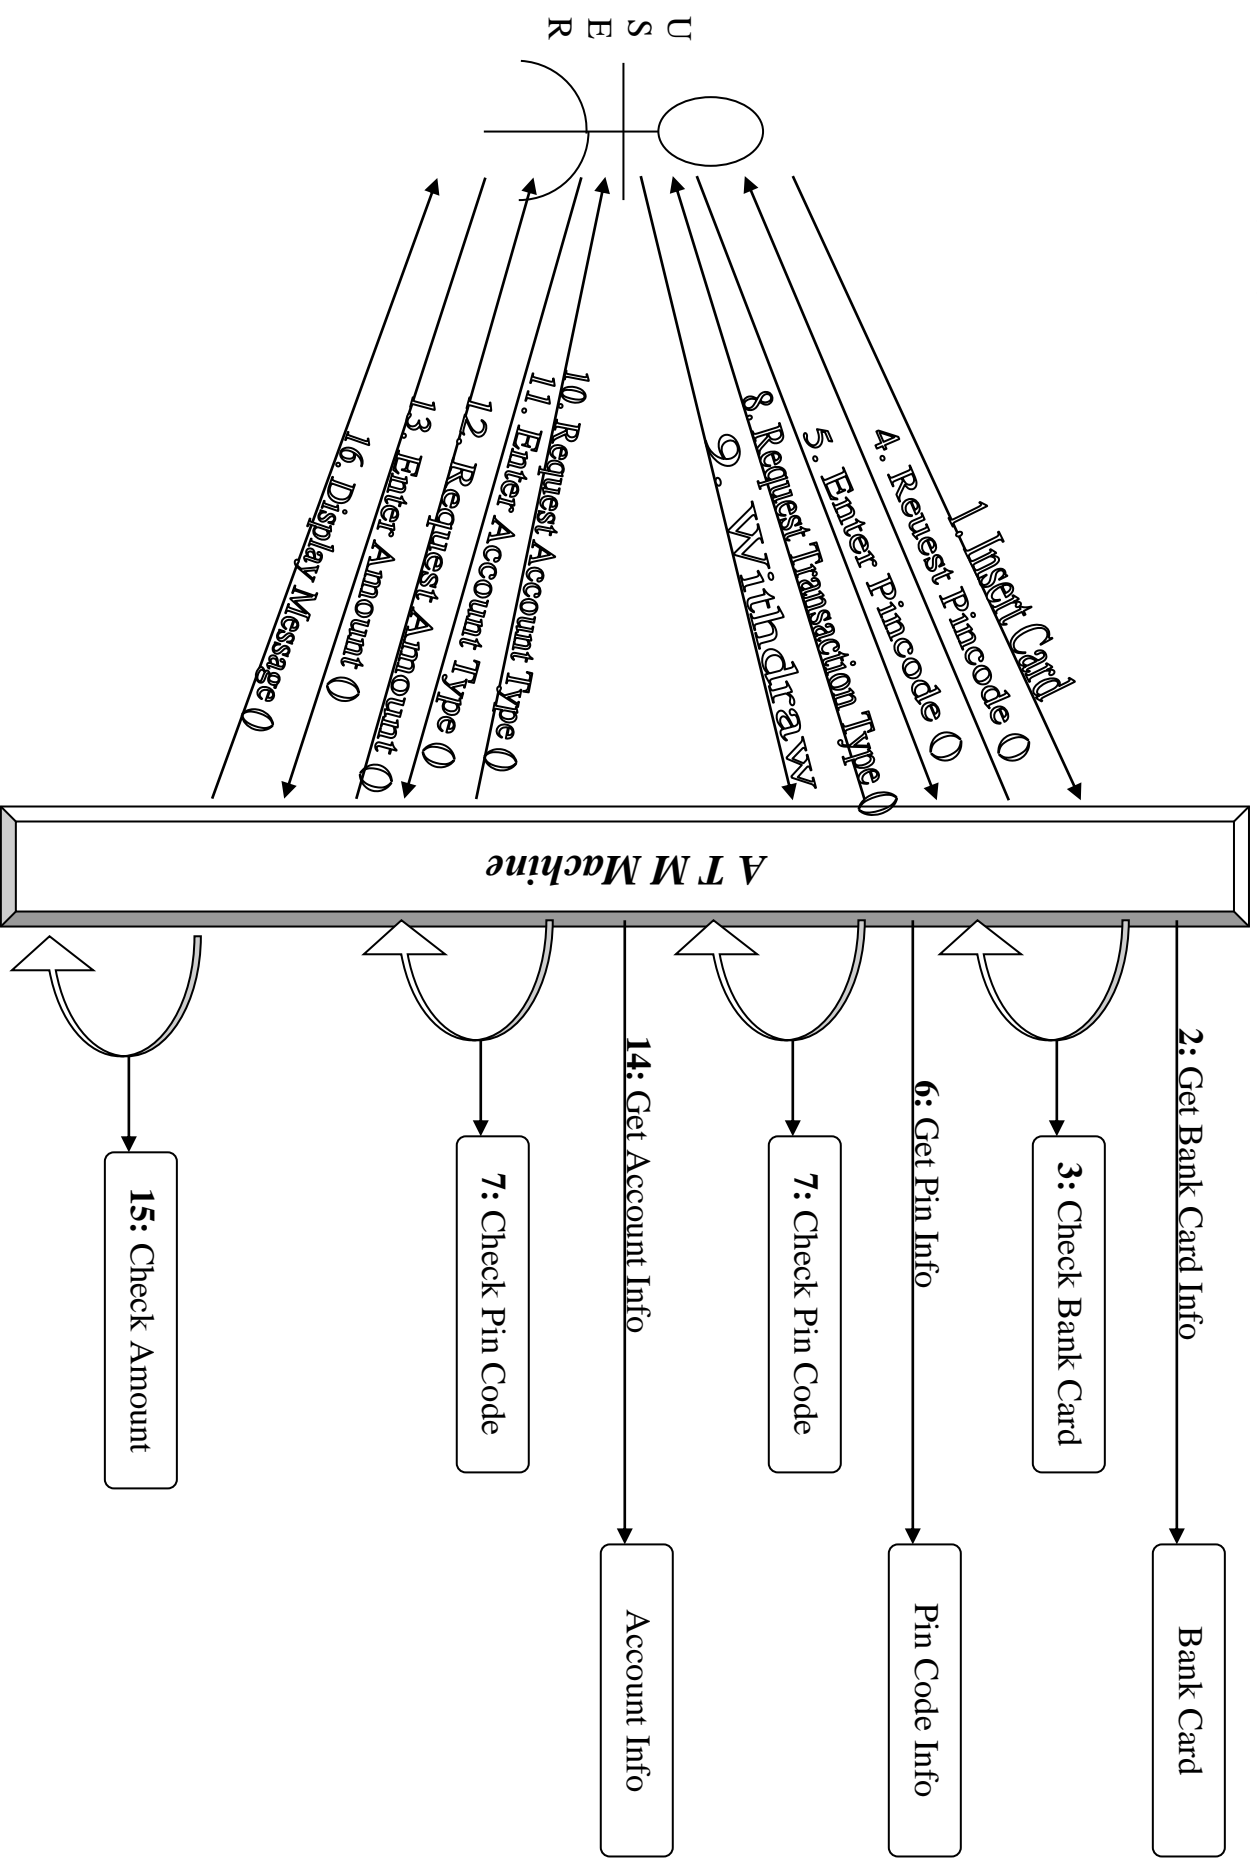 USER
1. Insert Card
4. Reuest Pincode ()
5. Enter Pincode ()
8. Request Transaction Type ()
9. Withdraw
10. Request Account Type ()
11. Enter Account Type ()
12. Request Amount ()
13. Enter Amount ()
16. Display Message ()
A T M Machine
2: Get Bank Card Info
Bank Card
3: Check Bank Card
6: Get Pin Info
Pin Code Info
7: Check Pin Code
14: Get Account Info
Account Info
7: Check Pin Code
15: Check Amount